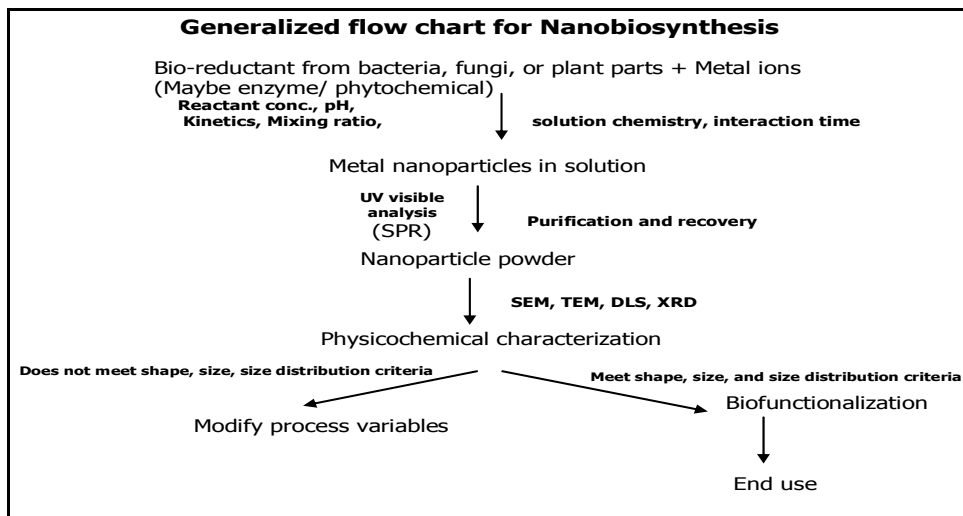 Generalized flow chart for Nanobiosynthesis
Bio-reductant from bacteria, fungi, or plant parts + Metal ions
(Maybe enzyme/ phytochemical)
Reactant conc., pH,
Kinetics, Mixing ratio,
solution chemistry, interaction time
Metal nanoparticles in solution
UV visible
analysis
(SPR)
Purification and recovery
Nanoparticle powder
SEM, TEM, DLS, XRD
Physicochemical characterization
Does not meet shape, size, size distribution criteria
Meet shape, size, and size distribution criteria
Modify process variables
Biofunctionalization
End use